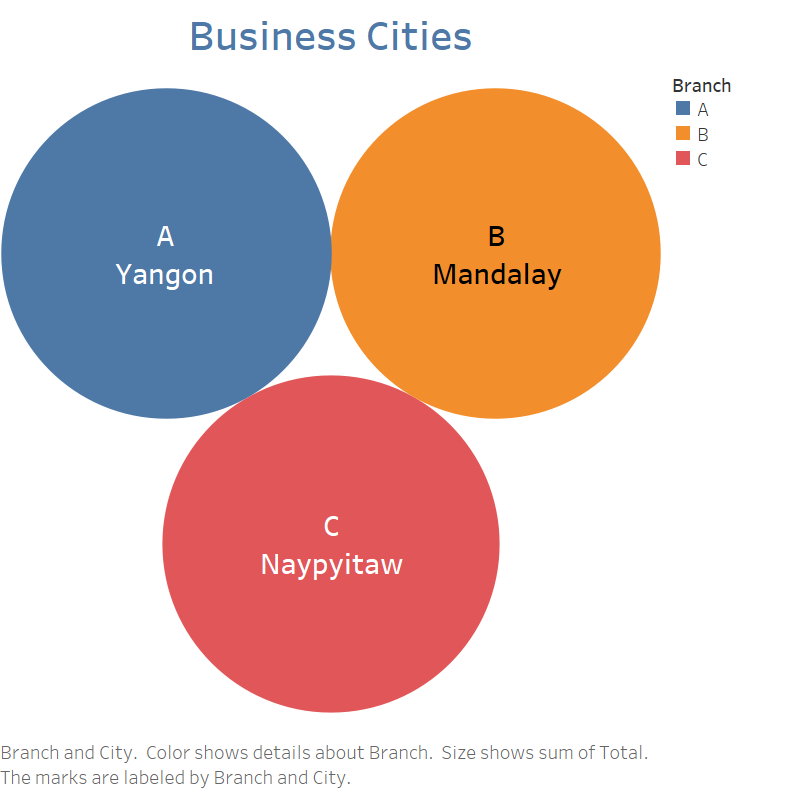 Business Cities
Branch
A
B
C
A
Yangon
B
Mandalay
C
Naypyitaw
Branch and City.  Color shows details about Branch.  Size shows sum of Total.
The marks are labeled by Branch and City.